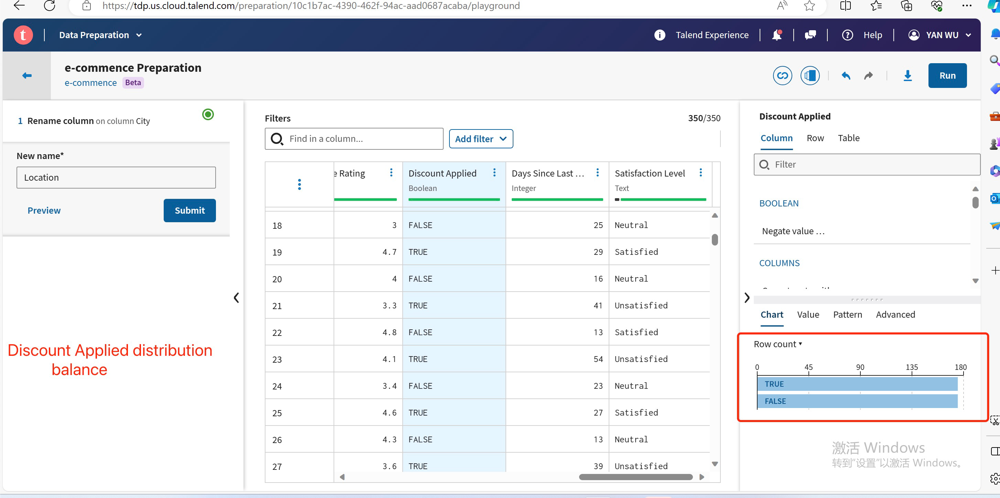 https://tdp.us.cloud.talend.com/preparation/10c1b7ac-4390-462f-94ac-aad0687acaba/playground
t
Data Preparation
Talend Experience
Help
YAN WU
e-commence Preparation
e-commence Beta
Run
1 Rename column on column City
New name*
Location
Preview
Submit
Discount Applied distribution
balance
Filters
350/350
Find in a column...
Add filter
e Rating
Discount Applied
Boolean
Days Since Last ...
Integer
Satisfaction Level
Text
18 3 FALSE 25 Neutral
19 4.7 TRUE 29 Satisfied
20 4 FALSE 16 Neutral
21 3.3 TRUE 41 Unsatisfied
22 4.8 FALSE 13 Satisfied
23 4.1 TRUE 54 Unsatisfied
24 3.4 FALSE 23 Neutral
25 4.6 TRUE 27 Satisfied
26 4.3 FALSE 13 Neutral
27 3.6 TRUE 39 Unsatisfied
Discount Applied
Column Row Table
Filter
BOOLEAN
Negate value ...
COLUMNS
Chart Value Pattern Advanced
Row count
0 45 90 135 180
TRUE
FALSE
激活 Windows
转到“设置”以激活 Windows。